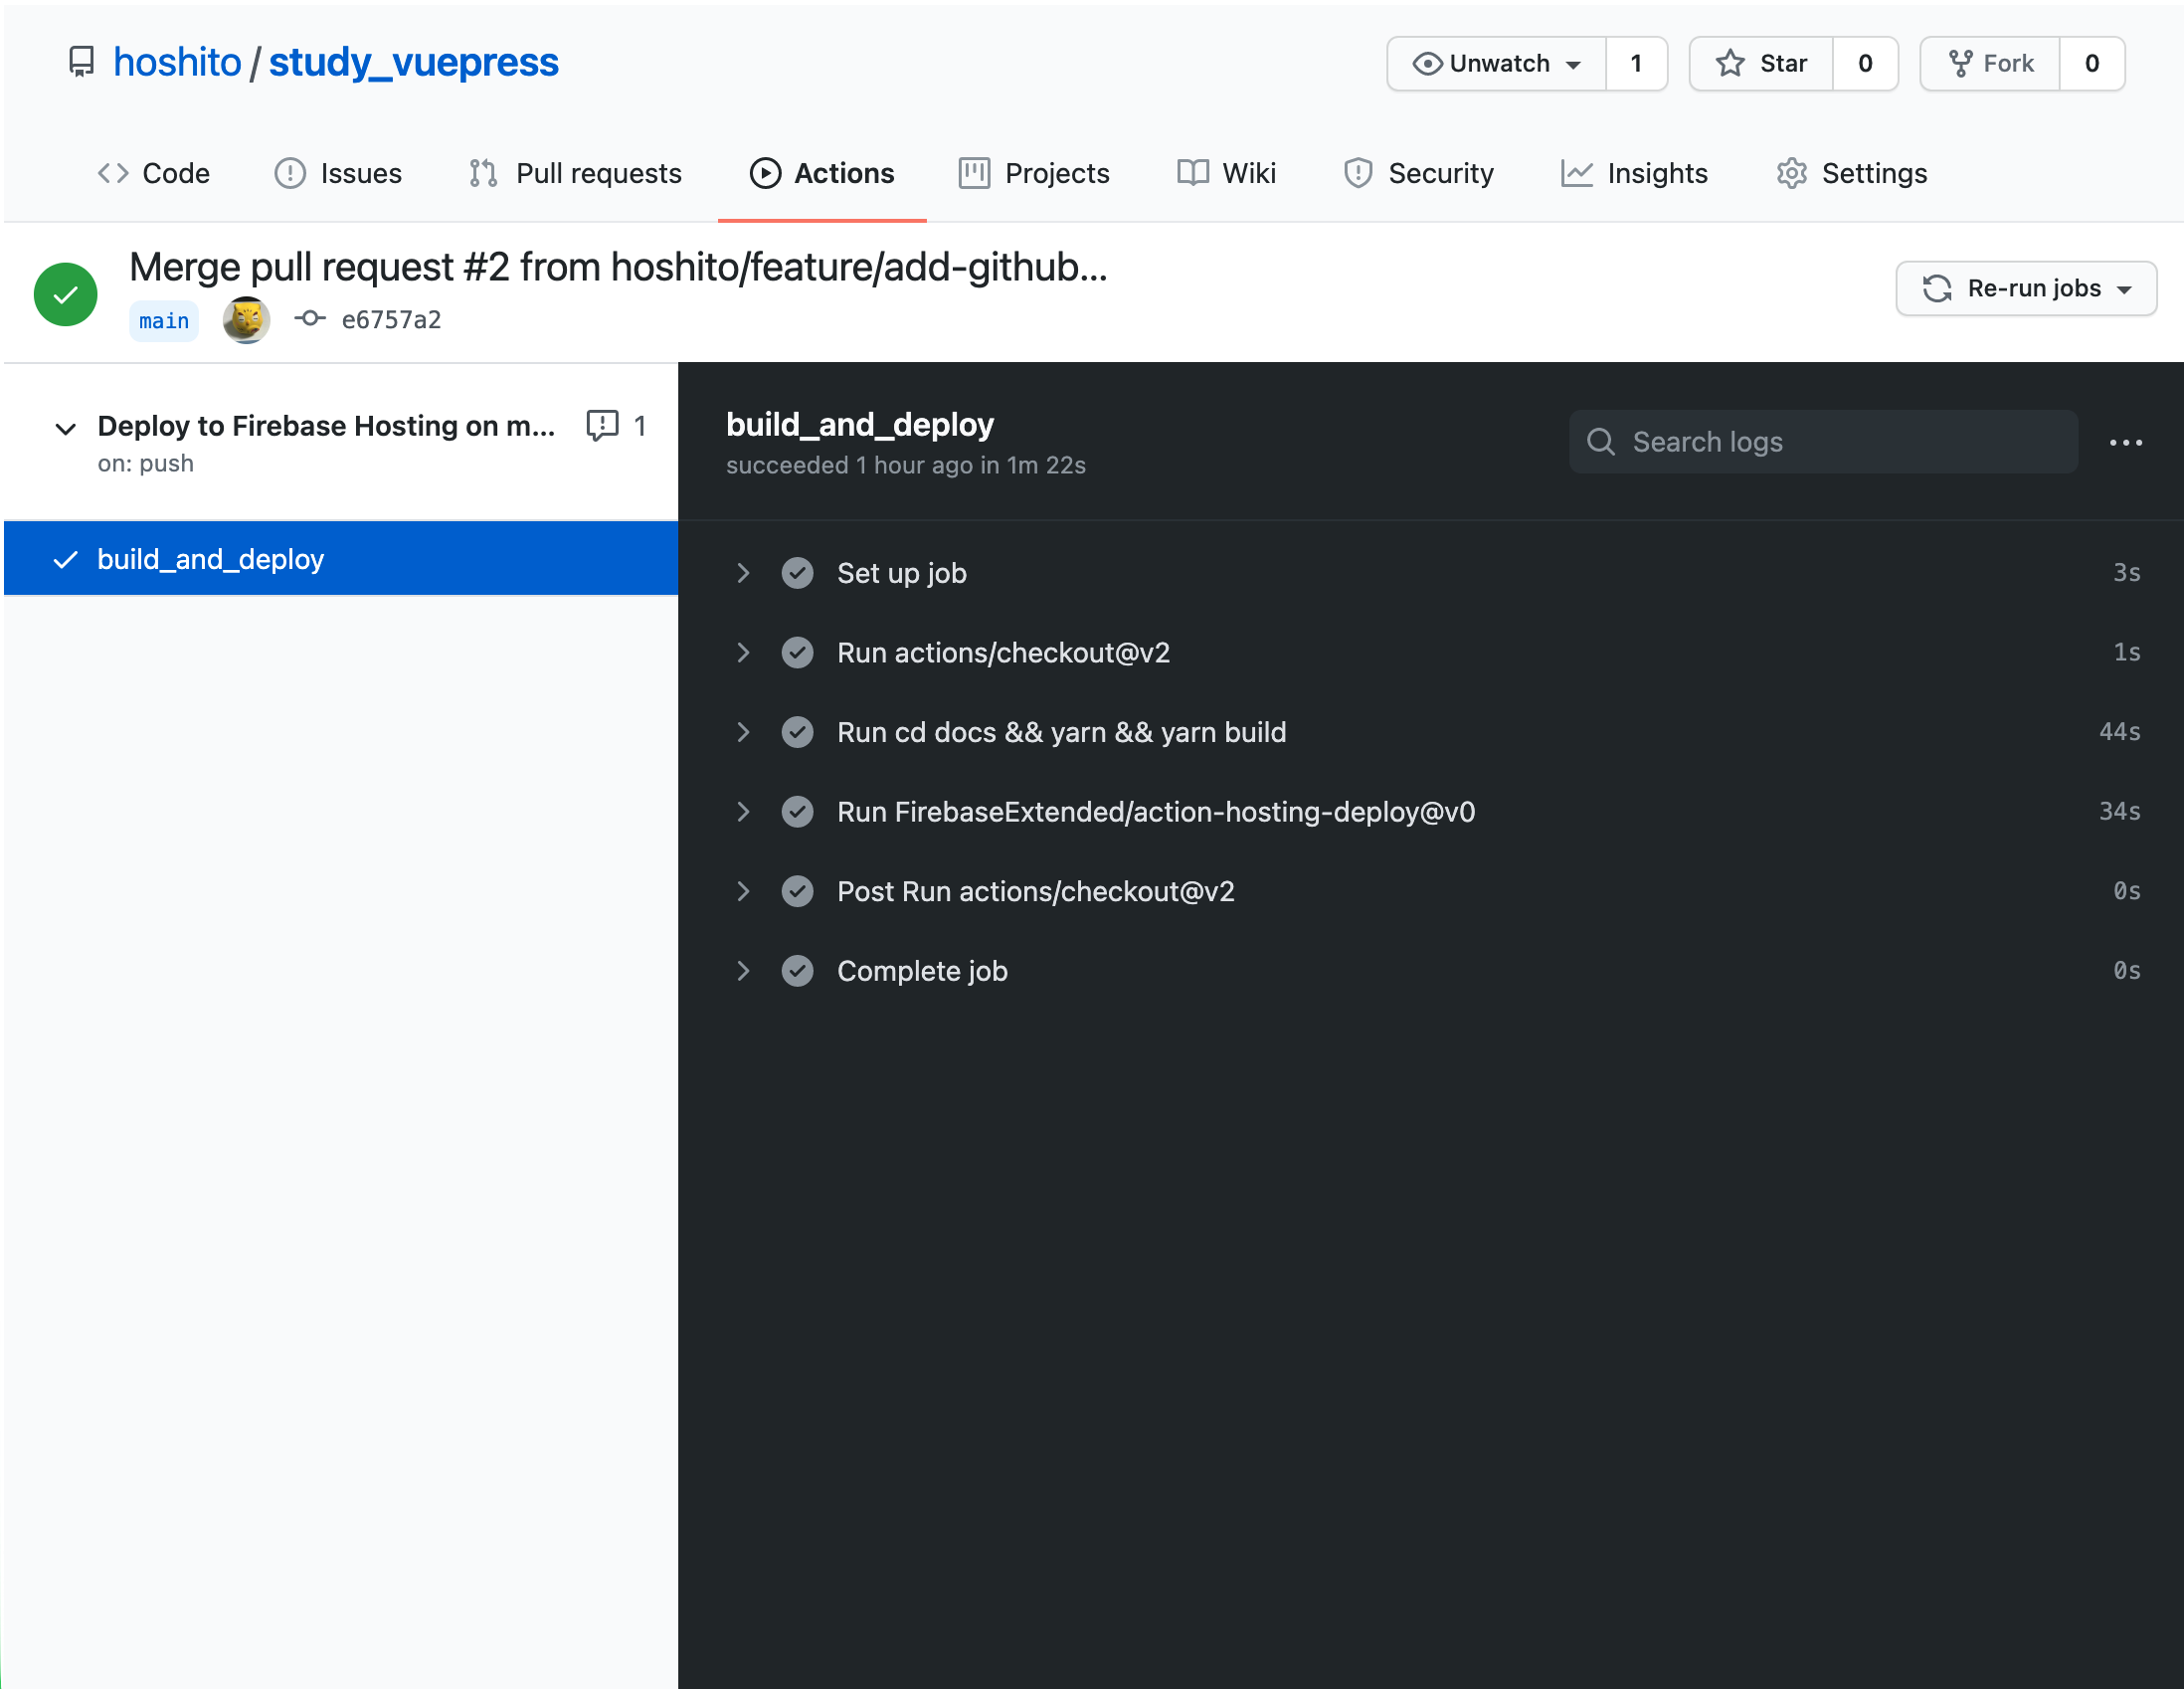 hoshito / study_vuepress
Unwatch 1 Star 0 Fork 0
Code Issues Pull requests Actions Projects Wiki Security Insights Settings
Merge pull request #2 from hoshito/feature/add-github...
main e6757a2
Re-run jobs
Deploy to Firebase Hosting on m... 1
on: push
build_and_deploy
build_and_deploy
succeeded 1 hour ago in 1m 22s
Search logs
Set up job 3s
Run actions/checkout@v2 1s
Run cd docs && yarn && yarn build 44s
Run FirebaseExtended/action-hosting-deploy@v0 34s
Post Run actions/checkout@v2 0s
Complete job 0s